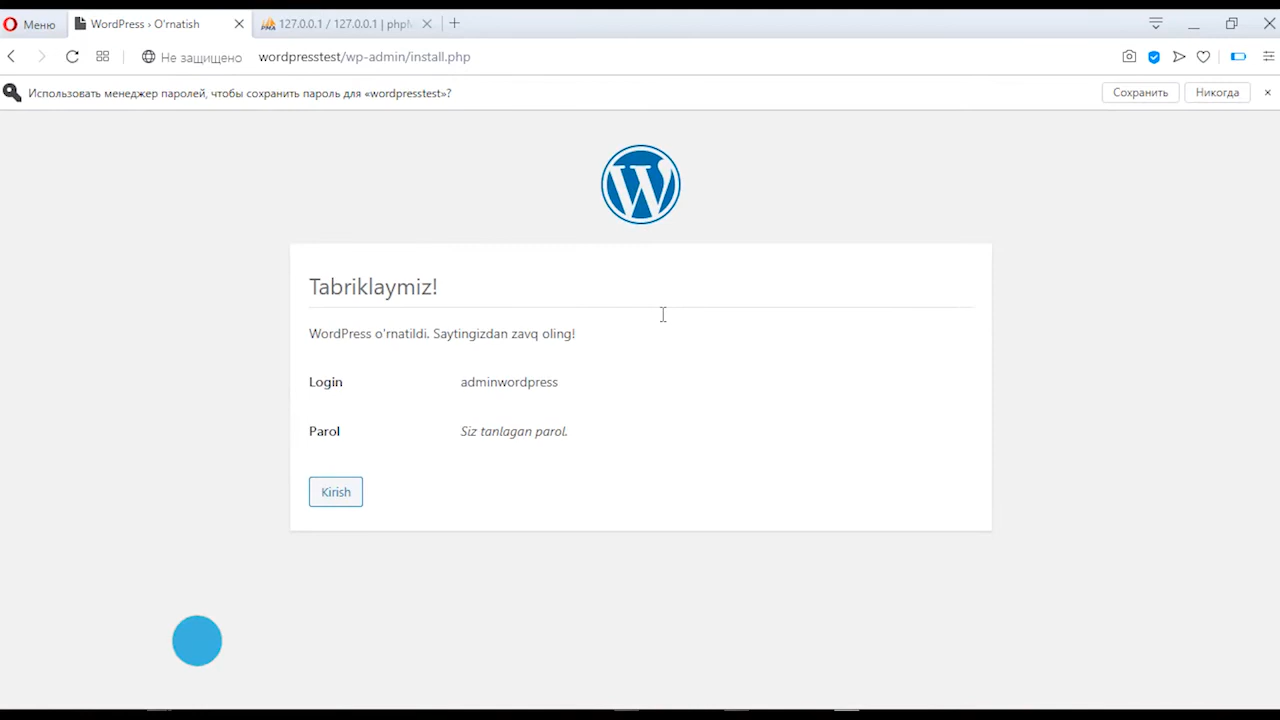 Меню
WordPress › O'rnatish
127.0.0.1 / 127.0.0.1 | phpM
Не защищено
wordpresstest/wp-admin/install.php
Использовать менеджер паролей, чтобы сохранить пароль для «wordpresstest»?
Сохранить
Никогда
Tabriklaymiz!
WordPress o'rnatildi. Saytingizdan zavq oling!
Login
adminwordpress
Parol
Siz tanlagan parol.
Kirish